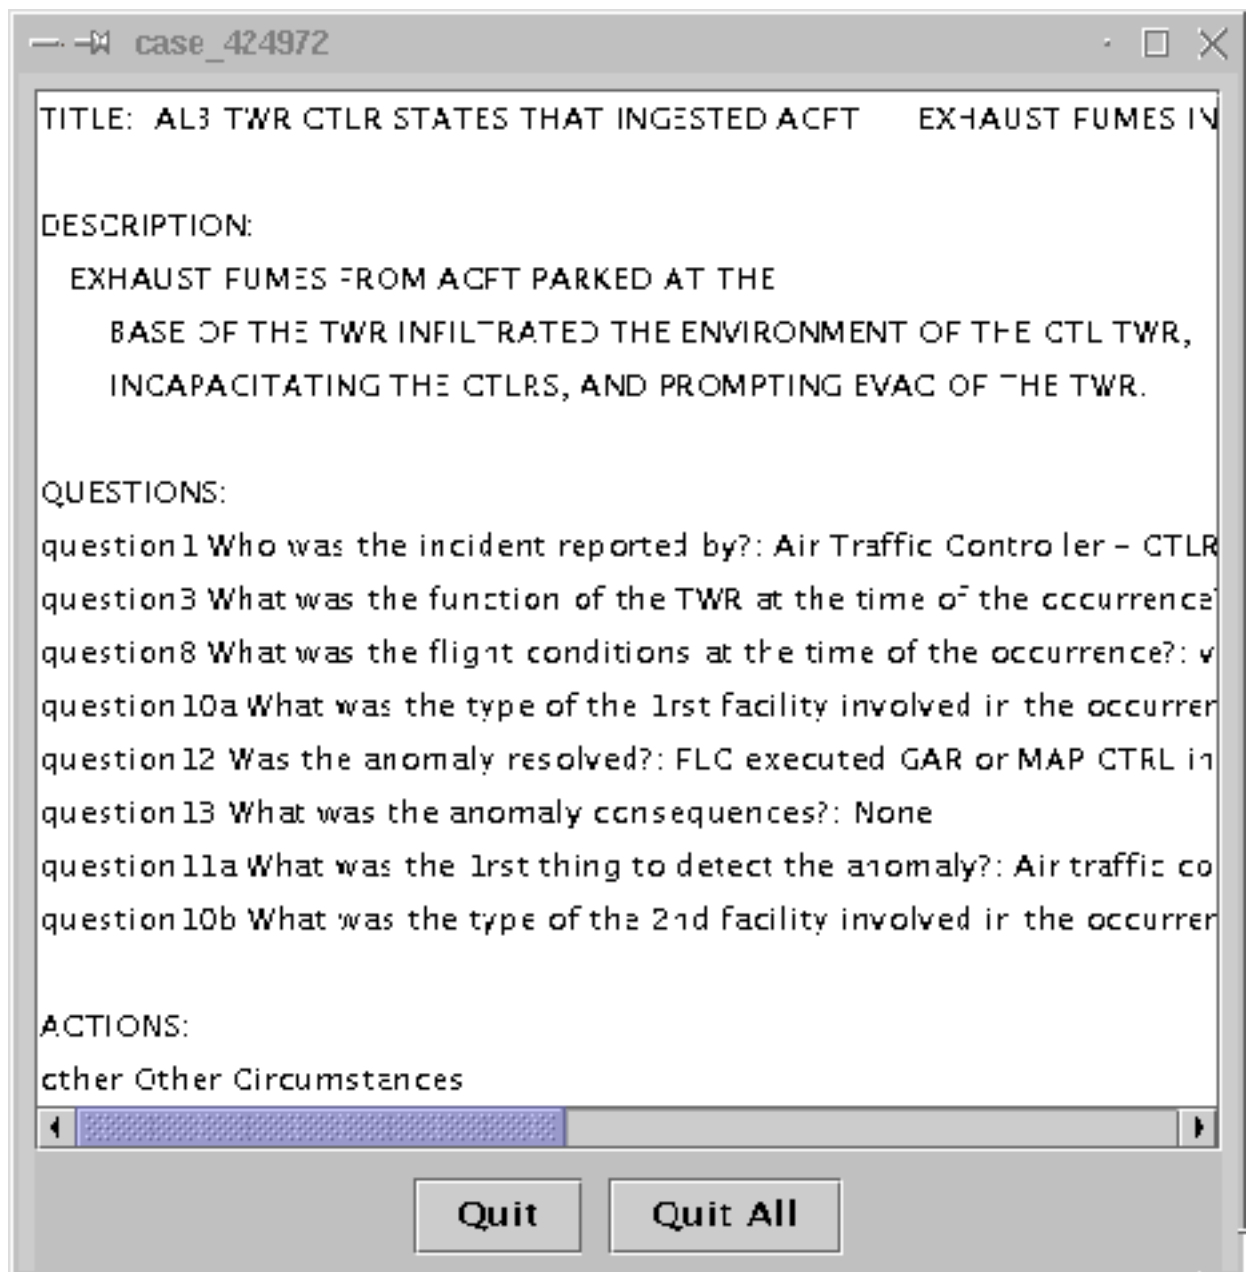 case_424972
TITLE: ALB TWR CTLR STATES THAT INGESTED ACFT EXHAUST FUMES IN
DESCRIPTION:
EXHAUST FUMES FROM ACFT PARKED AT THE
BASE OF THE TWR INFILTRATED THE ENVIRONMENT OF THE CTL TWR,
INCAPACITATING THE CTLRS, AND PROMPTING EVAC OF THE TWR.
QUESTIONS:
question1 Who was the incident reported by?: Air Traffic Controller – CTLR
question3 What was the function of the TWR at the time of the occurrence?
question8 What was the flight conditions at the time of the occurrence?: v
question10a What was the type of the 1rst facility involved in the occurren
question12 Was the anomaly resolved?: FLC executed GAR or MAP CTRL in
question13 What was the anomaly consequences?: None
question11a What was the 1rst thing to detect the anomaly?: Air traffic co
question10b What was the type of the 2nd facility involved in the occurren
ACTIONS:
other Other Circumstances
Quit Quit All